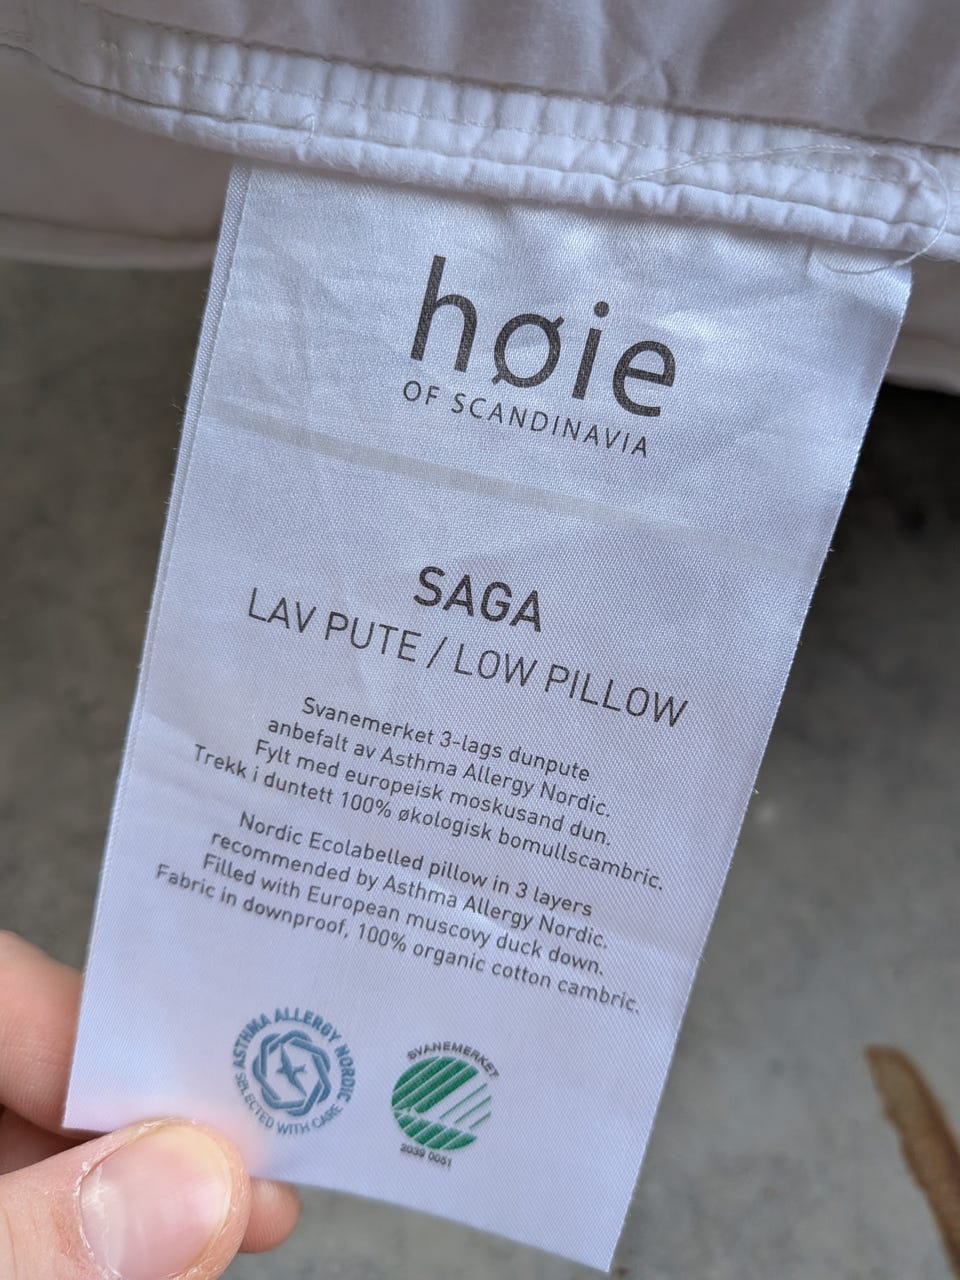 høie
OF SCANDINAVIA
SAGA
LAV PUTE / LOW PILLOW
Svanemerket 3-lags dunpute
anbefalt av Asthma Allergy Nordic.
Fylt med europeisk moskusand dun.
Trekk i duntett 100% økologisk bomullscambric.
Nordic Ecolabelled pillow in 3 layers
recommended by Asthma Allergy Nordic.
Filled with European muscovy duck down.
Fabric in downproof, 100% organic cotton cambric.
ASTHMA ALLERGY NORDIC
SELECTED WITH CARE
SVANEMERKET
2039 0051